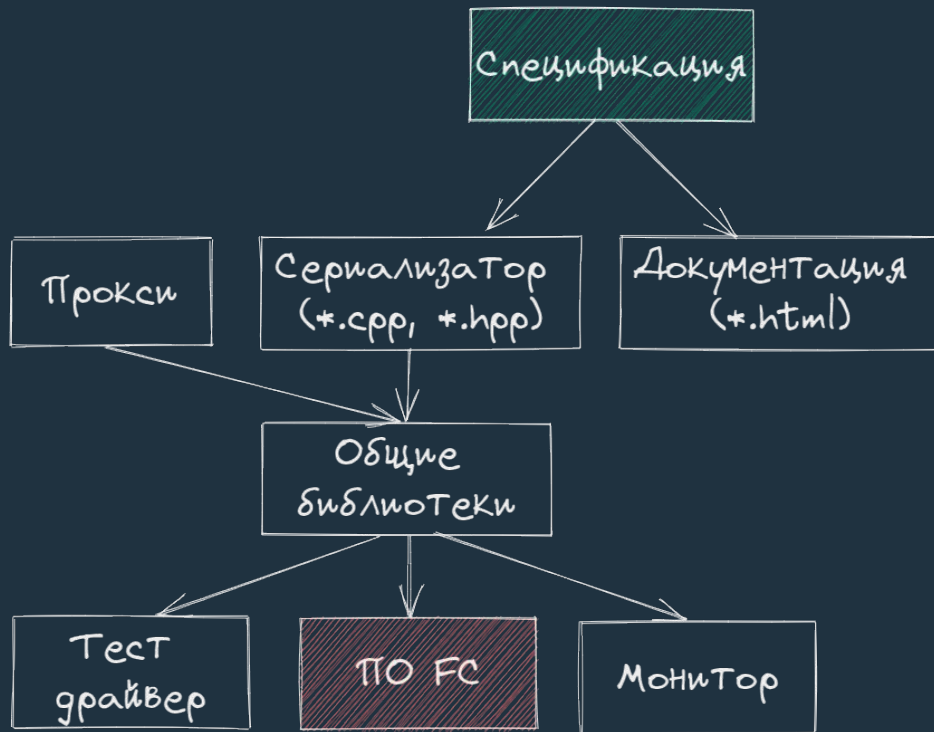 Спецификация
Прокси
Сериализатор
(*.cpp, *.hpp)
Документация
(*.html)
Общие
библиотеки
Тест
драйвер
ПО FC
Монитор